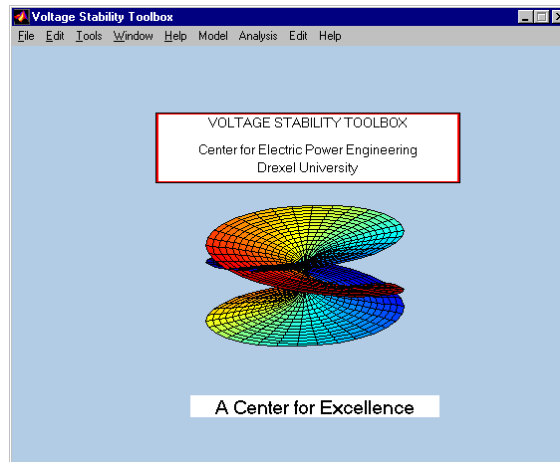 Voltage Stability Toolbox
File Edit Tools Window Help Model Analysis Edit Help
VOLTAGE STABILITY TOOLBOX
Center for Electric Power Engineering
Drexel University
A Center for Excellence